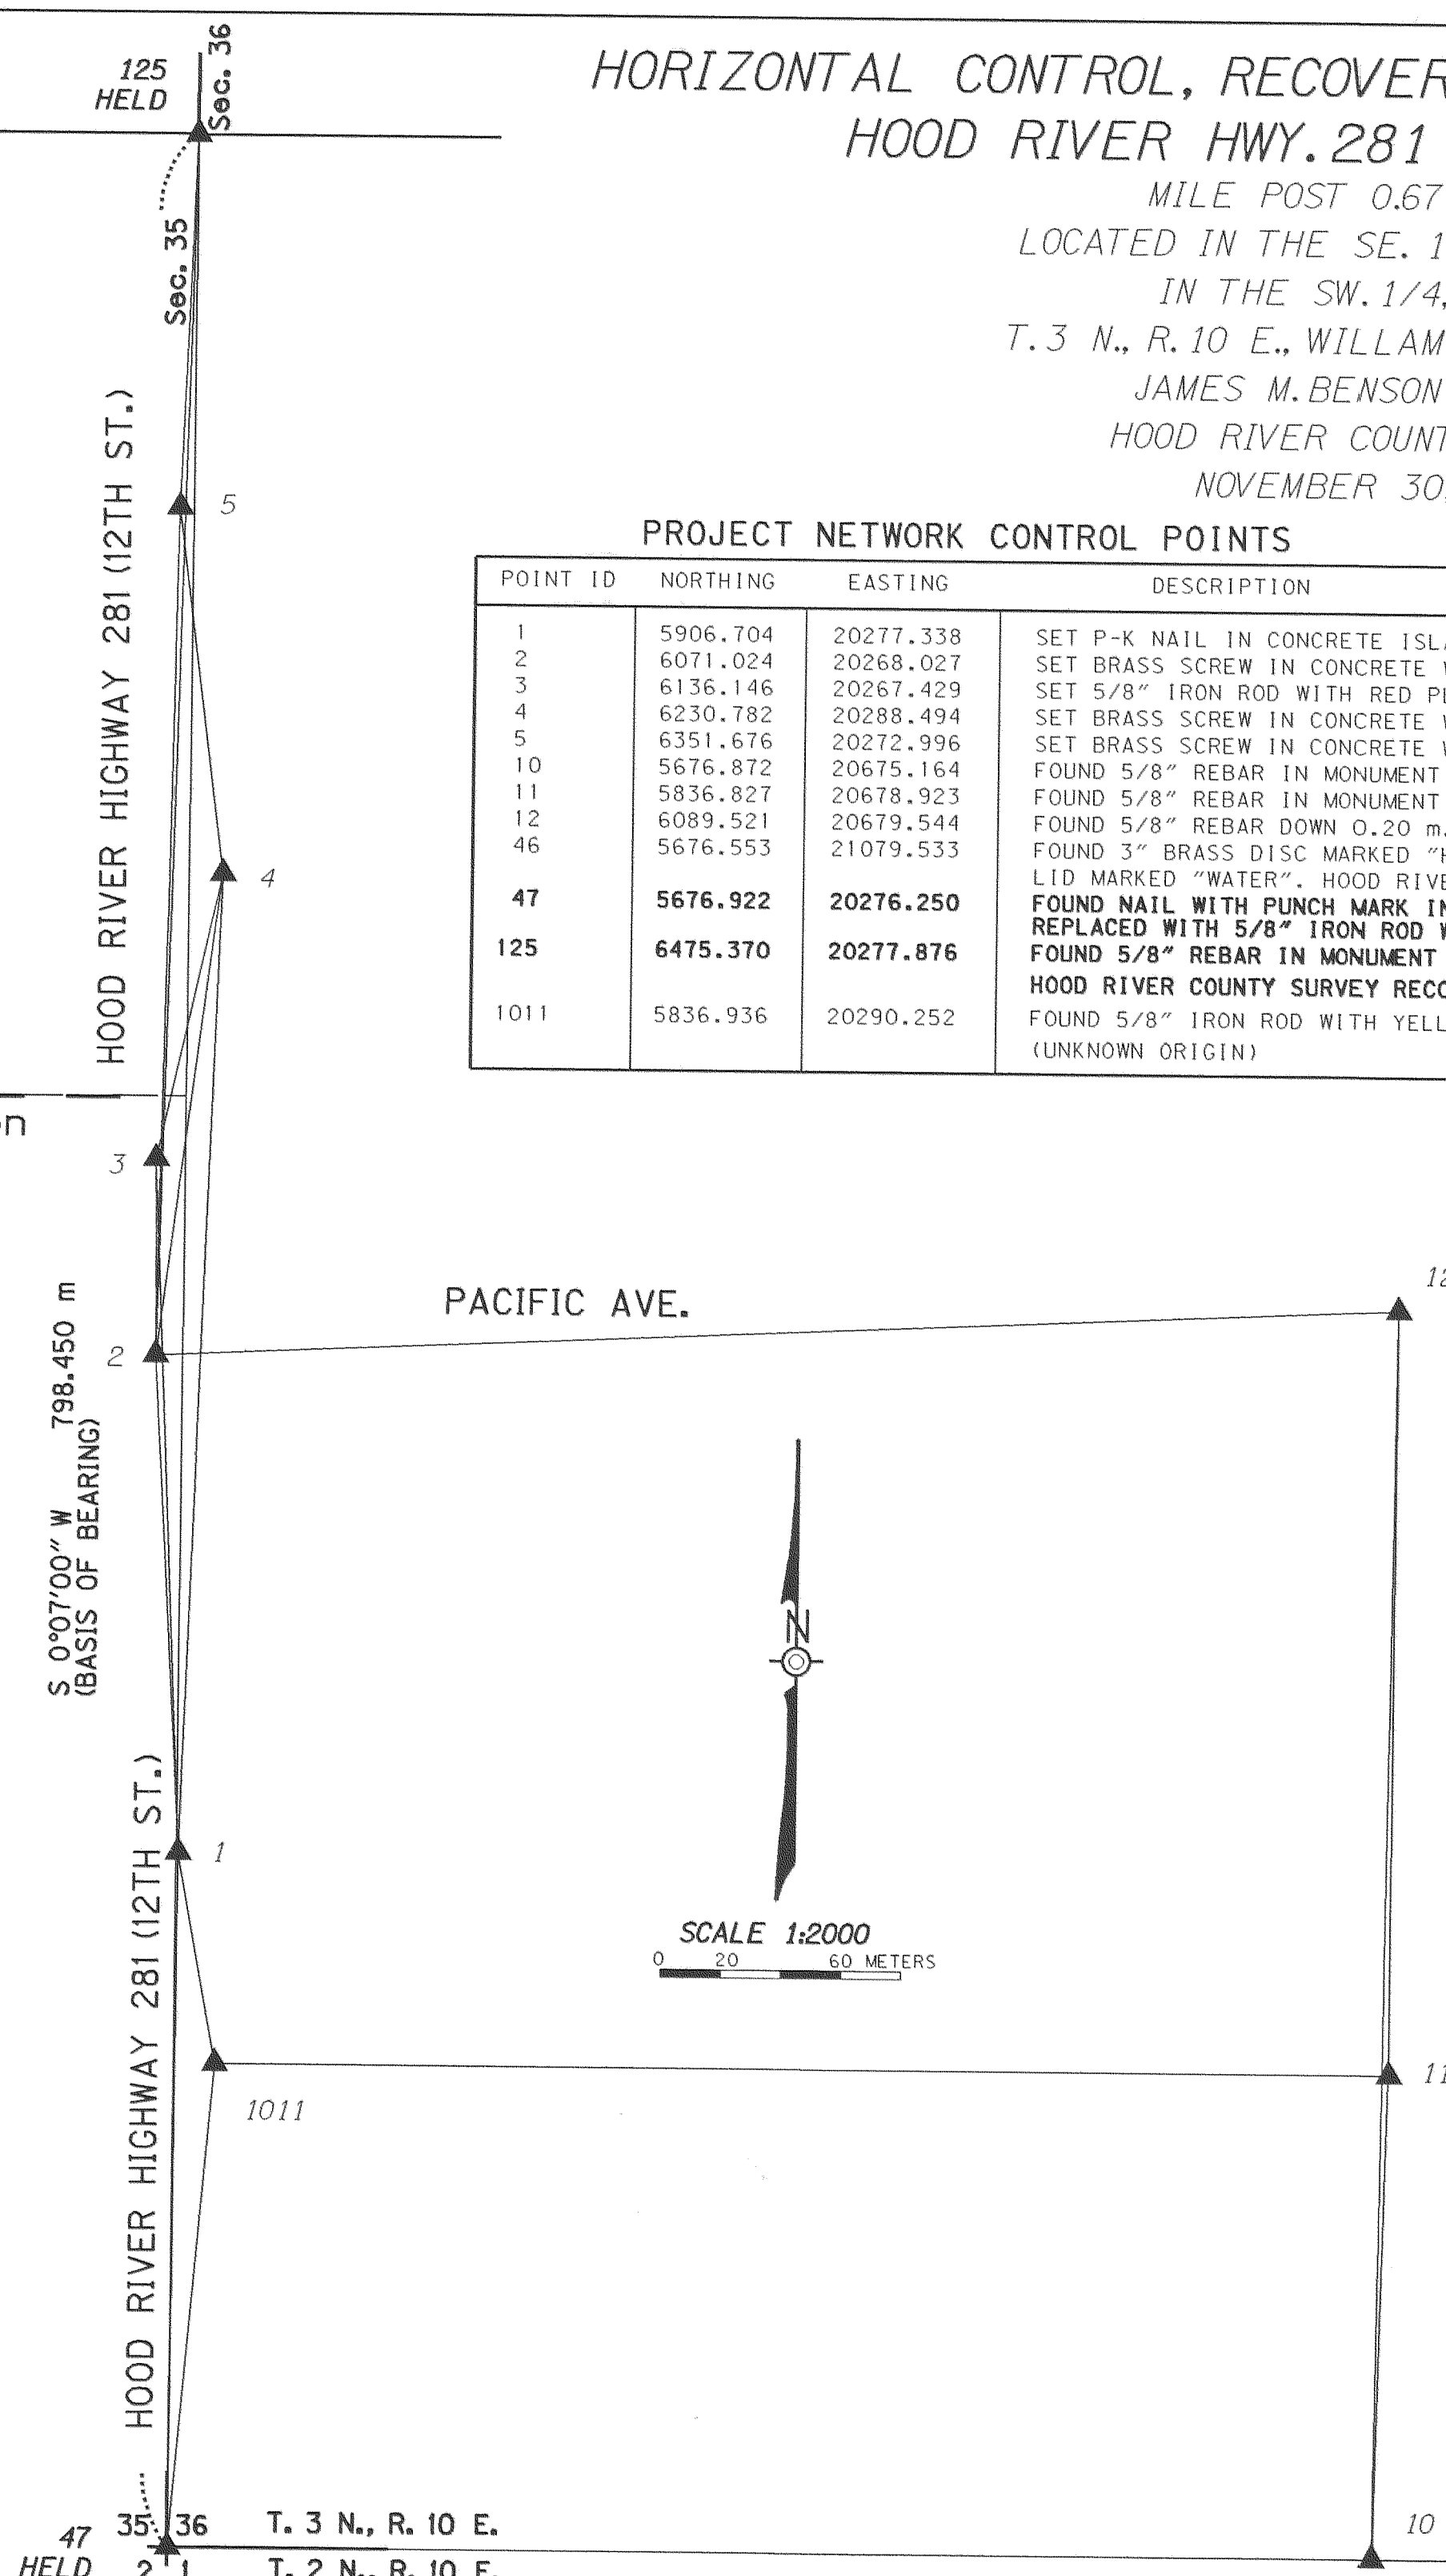 125
HELD
Sec. 36
Sec. 35
HORIZONTAL CONTROL, RECOVER
HOOD RIVER HWY. 281
MILE POST 0.67
LOCATED IN THE SE. 1
IN THE SW. 1/4,
T. 3 N., R. 10 E., WILLAM
JAMES M. BENSON
HOOD RIVER COUNT
NOVEMBER 30,
HOOD RIVER HIGHWAY 281 (12TH ST.)
5
4
PROJECT NETWORK CONTROL POINTS
POINT ID NORTHING EASTING DESCRIPTION
1 5906.704 20277.338 SET P-K NAIL IN CONCRETE ISLA
2 6071.024 20268.027 SET BRASS SCREW IN CONCRETE W
3 6136.146 20267.429 SET 5/8" IRON ROD WITH RED PL
4 6230.782 20288.494 SET BRASS SCREW IN CONCRETE W
5 6351.676 20272.996 SET BRASS SCREW IN CONCRETE W
10 5676.872 20675.164 FOUND 5/8" REBAR IN MONUMENT
11 5836.827 20678.923 FOUND 5/8" REBAR IN MONUMENT
12 6089.521 20679.544 FOUND 5/8" REBAR DOWN 0.20 m.
46 5676.553 21079.533 FOUND 3" BRASS DISC MARKED "H
LID MARKED "WATER". HOOD RIVE
47 5676.922 20276.250 FOUND NAIL WITH PUNCH MARK IN
REPLACED WITH 5/8" IRON ROD W
125 6475.370 20277.876 FOUND 5/8" REBAR IN MONUMENT
HOOD RIVER COUNTY SURVEY RECO
1011 5836.936 20290.252 FOUND 5/8" IRON ROD WITH YELL
(UNKNOWN ORIGIN)
n
3
2
PACIFIC AVE.
12
S 0°07'00" W 798.450 m
(BASIS OF BEARING)
N
HOOD RIVER HIGHWAY 281 (12TH ST.)
1
SCALE 1:2000
0 20 60 METERS
1011
11
35 36 T. 3 N., R. 10 E.
10
47
HELD
2 1 T. 2 N., R. 10 E.